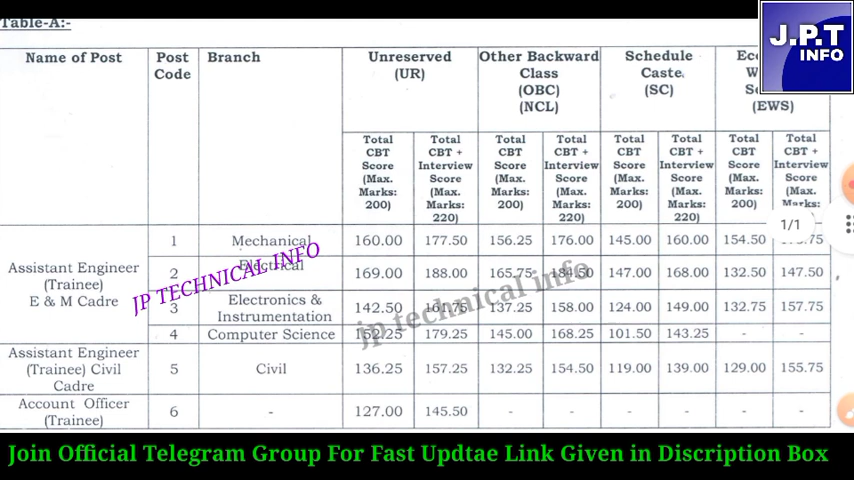 Table-A:-
J.P.T
INFO
Name of Post
Post
Code
Branch
Unreserved
(UR)
Other Backward
Class
(OBC)
(NCL)
Schedule
Caste
(SC)
(EWS)
Total
CBT
Score
(Max.
Marks:
200)
Total
CBT +
Interview
Score
(Max.
Marks:
220)
Total
CBT
Score
(Max.
Marks:
200)
Total
CBT +
Interview
Score
(Max.
Marks:
220)
Total
CBT
Score
(Max.
Marks:
200)
Total
CBT +
Interview
Score
(Max.
Marks:
220)
Total
CBT
Score
(Max.
Marks:
200)
Total
CBT +
Interview
Score
(Max.
Marks:
1/1
Assistant Engineer
(Trainee)
E & M Cadre
1 Mechanical 160.00 177.50 156.25 176.00 145.00 160.00 154.50
2 Electrical 169.00 188.00 165.75 184.50 147.00 168.00 132.50 147.50
3 Electronics &
Instrumentation 142.50 161.75 137.25 158.00 124.00 149.00 132.75 157.75
4 Computer Science 152.25 179.25 145.00 168.25 101.50 143.25 - -
Assistant Engineer
(Trainee) Civil
Cadre
5 Civil 136.25 157.25 132.25 154.50 119.00 139.00 129.00 155.75
Account Officer
(Trainee)
6 - 127.00 145.50 - - - - - -
JP TECHNICAL INFO
jp technical info
Join Official Telegram Group For Fast Updtae Link Given in Discription Box